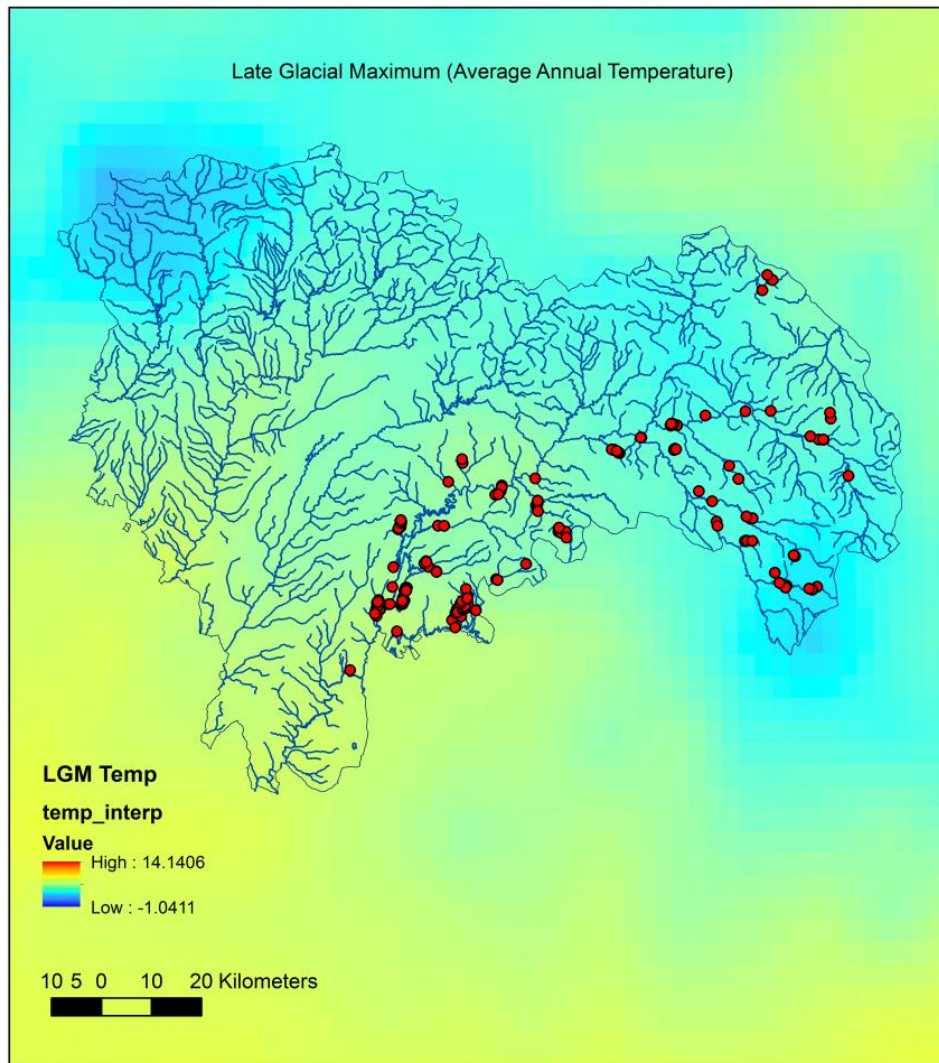 Late Glacial Maximum (Average Annual Temperature)
LGM Temp
temp_interp
Value
High : 14.1406
Low : -1.0411
10 5 0 10 20 Kilometers